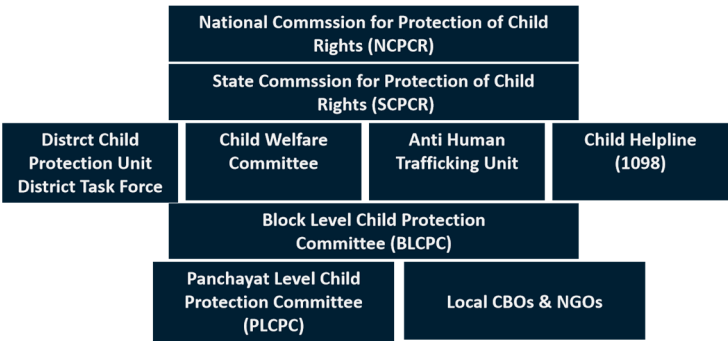 National Commssion for Protection of Child
Rights (NCPCR)
State Commssion for Protection of Child
Rights (SCPCR)
Distrct Child
Protection Unit
District Task Force
Child Welfare
Committee
Anti Human
Trafficking Unit
Child Helpline
(1098)
Block Level Child Protection
Committee (BLCPC)
Panchayat Level Child
Protection Committee
(PLCPC)
Local CBOs & NGOs